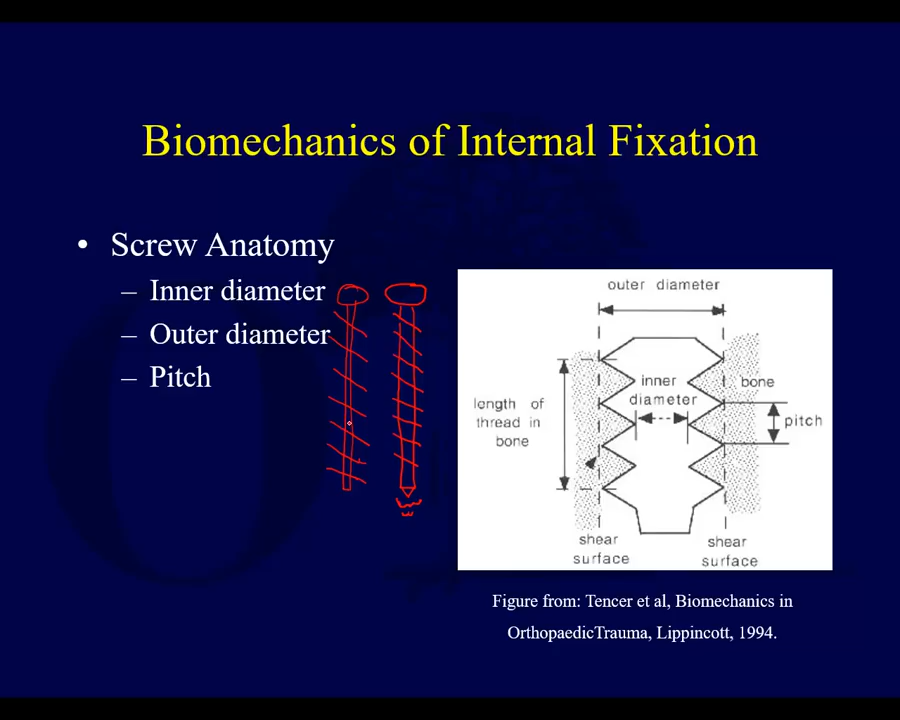 Biomechanics of Internal Fixation
• Screw Anatomy
– Inner diameter
– Outer diameter
– Pitch
outer diameter
inner
diameter
bone
length of
thread in
bone
pitch
shear
surface
shear
surface
Figure from: Tencer et al, Biomechanics in
OrthopaedicTrauma, Lippincott, 1994.